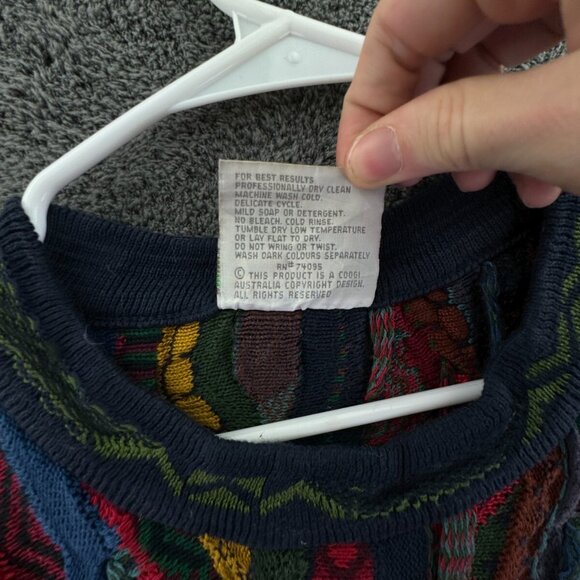 FOR BEST RESULTS
PROFESSIONALLY DRY CLEAN
MACHINE WASH COLD.
DELICATE CYCLE.
MILD SOAP OR DETERGENT.
NO BLEACH. COLD RINSE.
TUMBLE DRY LOW TEMPERATURE
OR LAY FLAT TO DRY.
DO NOT WRING OR TWIST.
WASH DARK COLOURS SEPARATELY
RN# 74095
© THIS PRODUCT IS A COOGI
AUSTRALIA COPYRIGHT DESIGN.
ALL RIGHTS RESERVED